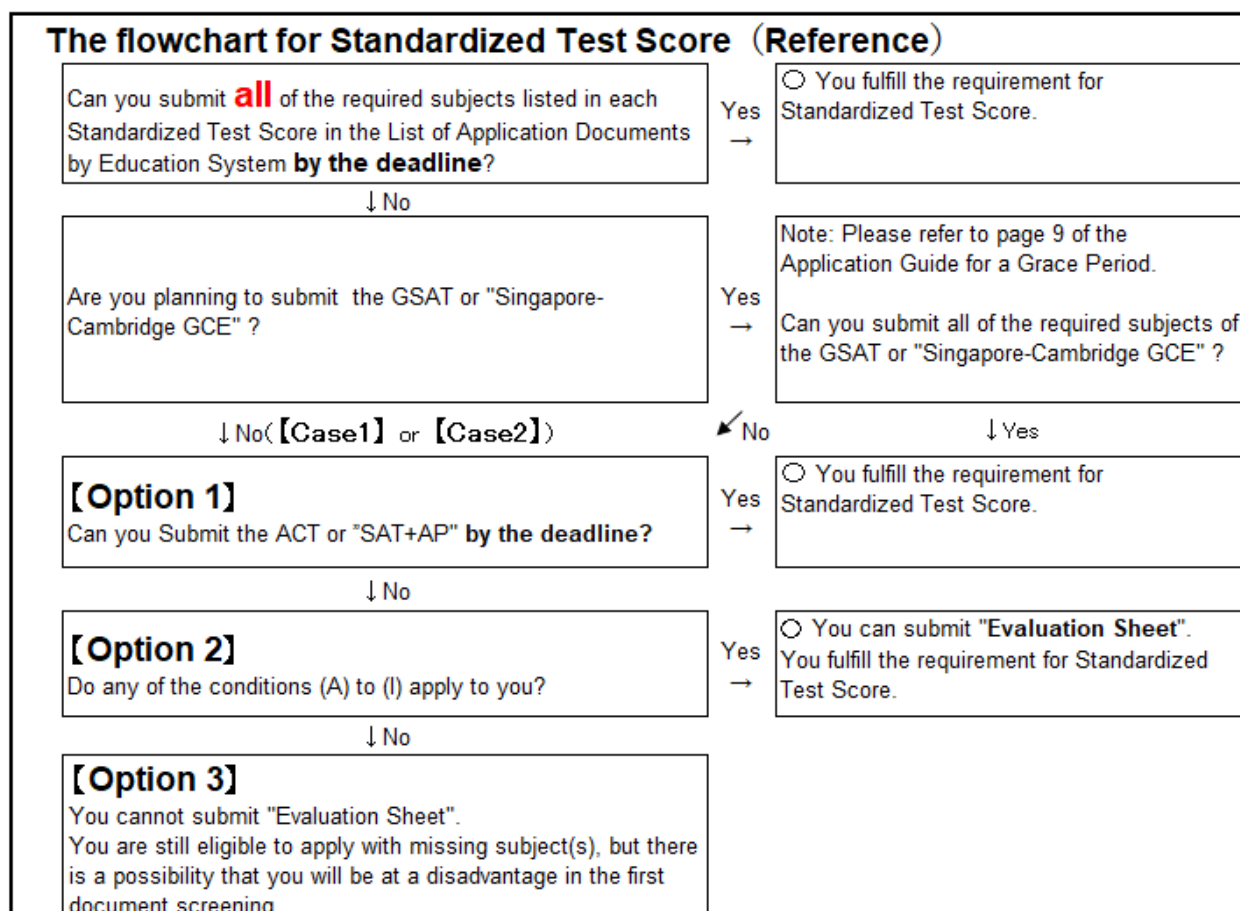 The flowchart for Standardized Test Score（Reference）
Can you submit all of the required subjects listed in each
Standardized Test Score in the List of Application Documents
by Education System by the deadline?
Yes
→
○ You fulfill the requirement for
Standardized Test Score.
↓No
Are you planning to submit the GSAT or "Singapore-
Cambridge GCE" ?
Yes
→
Note: Please refer to page 9 of the
Application Guide for a Grace Period.
Can you submit all of the required subjects of
the GSAT or "Singapore-Cambridge GCE" ?
↓No(【Case1】 or 【Case2】)
↙No
↓Yes
【Option 1】
Can you Submit the ACT or ”SAT+AP" by the deadline?
Yes
→
○ You fulfill the requirement for
Standardized Test Score.
↓No
【Option 2】
Do any of the conditions (A) to (I) apply to you?
Yes
→
○ You can submit "Evaluation Sheet".
You fulfill the requirement for Standardized
Test Score.
↓No
【Option 3】
You cannot submit "Evaluation Sheet".
You are still eligible to apply with missing subject(s), but there
is a possibility that you will be at a disadvantage in the first
document screening